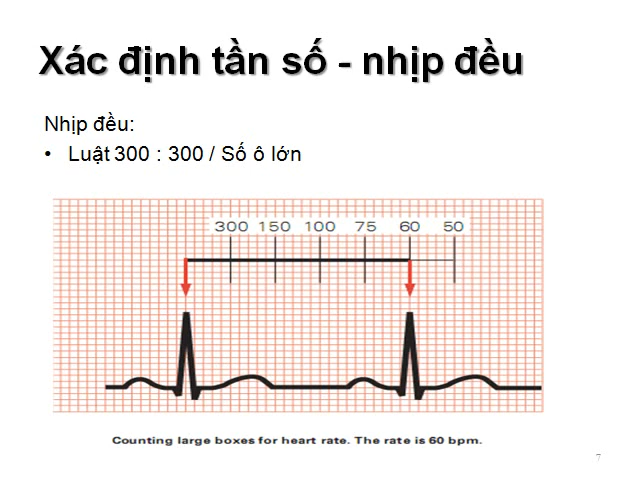 Xác định tần số - nhịp đều
Nhịp đều:
• Luật 300 : 300 / Số ô lớn
300 150 100 75 60 50
Counting large boxes for heart rate. The rate is 60 bpm.
7